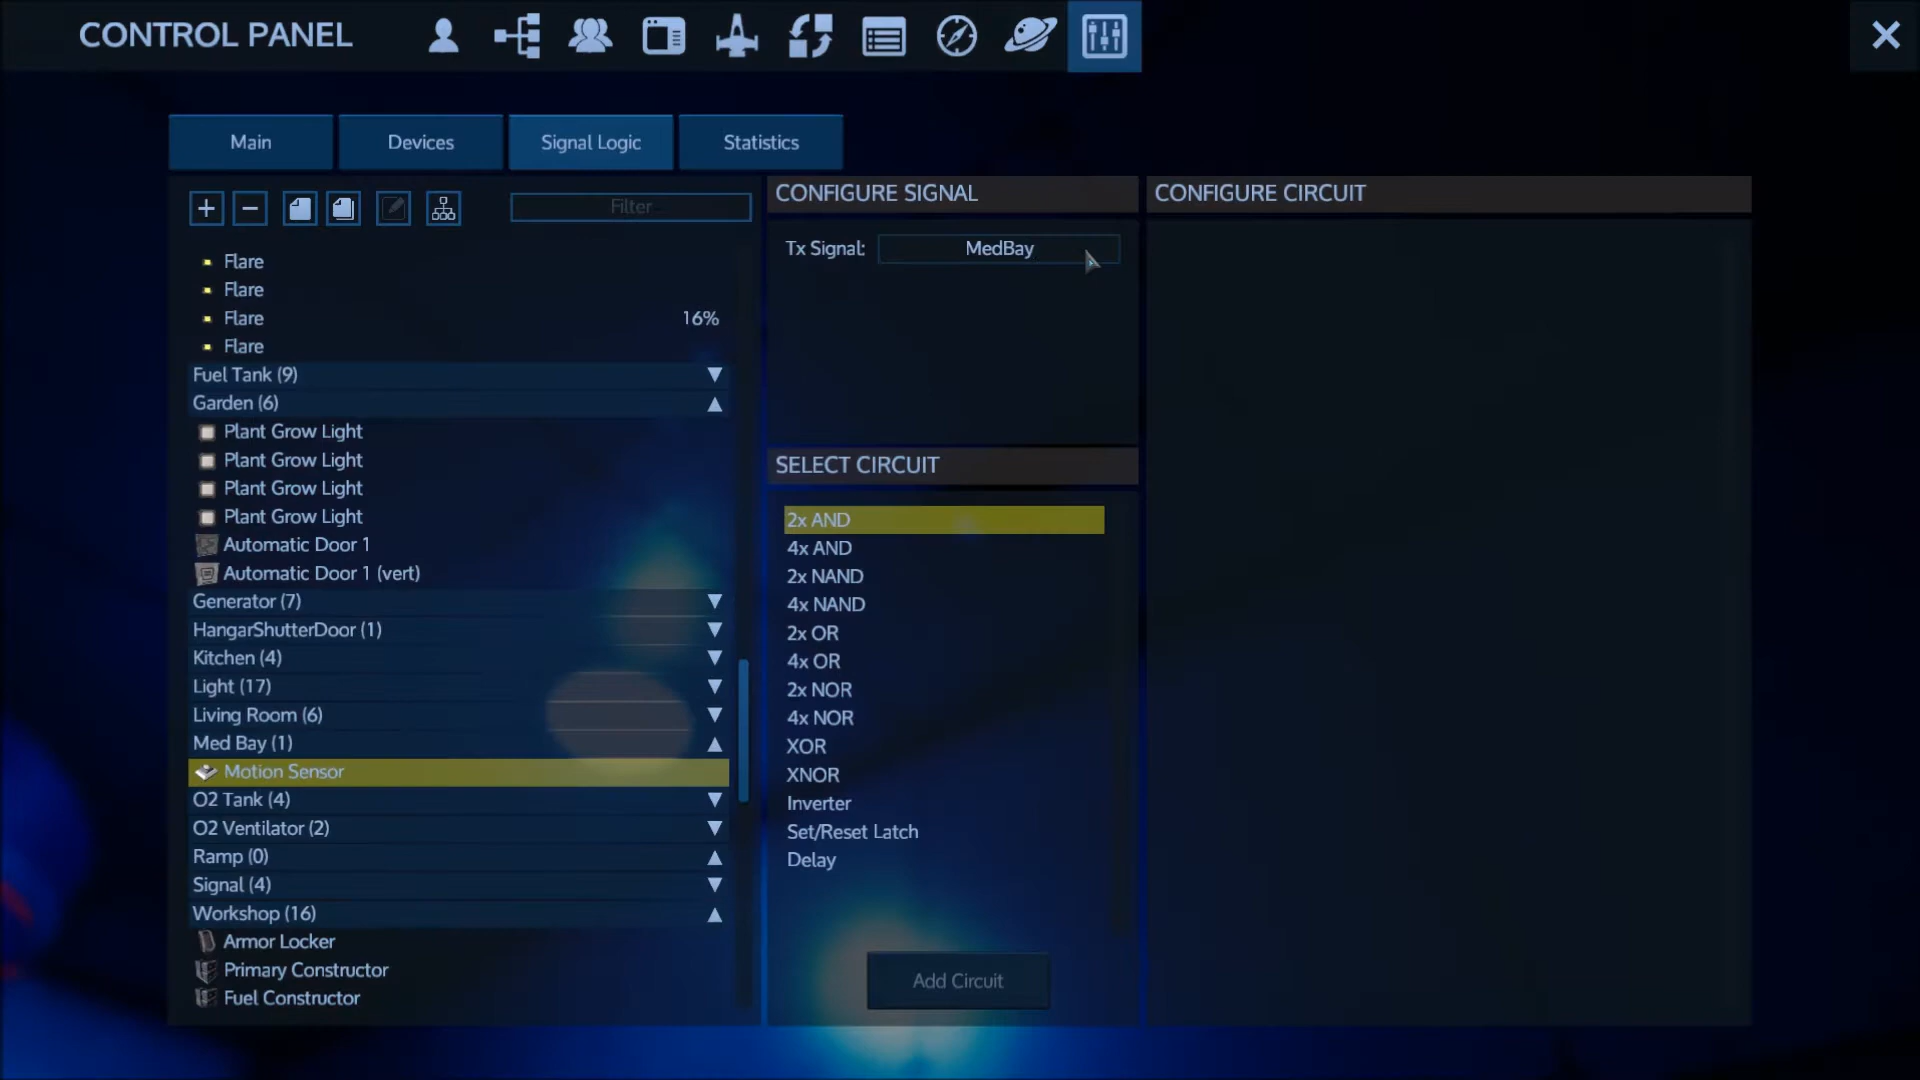 CONTROL PANEL
Main
Devices
Signal Logic
Statistics
Filter
Flare
Flare
Flare
16%
Flare
Fuel Tank (9)
Garden (6)
Plant Grow Light
Plant Grow Light
Plant Grow Light
Plant Grow Light
Automatic Door 1
Automatic Door 1 (vert)
Generator (7)
HangarShutterDoor (1)
Kitchen (4)
Light (17)
Living Room (6)
Med Bay (1)
Motion Sensor
O2 Tank (4)
O2 Ventilator (2)
Ramp (0)
Signal (4)
Workshop (16)
Armor Locker
Primary Constructor
Fuel Constructor
CONFIGURE SIGNAL
Tx Signal:
MedBay
SELECT CIRCUIT
2x AND
4x AND
2x NAND
4x NAND
2x OR
4x OR
2x NOR
4x NOR
XOR
XNOR
Inverter
Set/Reset Latch
Delay
Add Circuit
CONFIGURE CIRCUIT